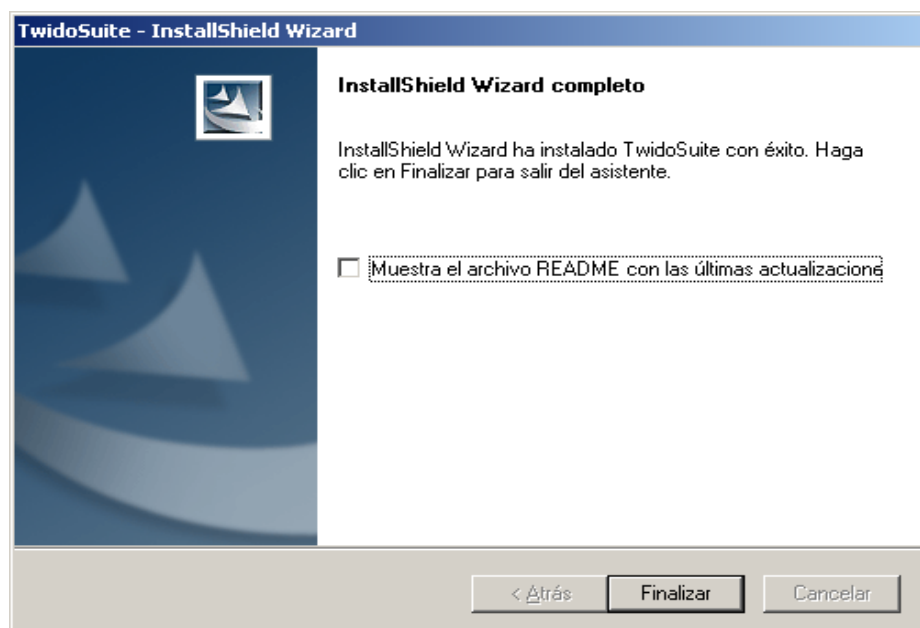 TwidoSuite - InstallShield Wizard
InstallShield Wizard completo
InstallShield Wizard ha instalado TwidoSuite con éxito. Haga
clic en Finalizar para salir del asistente.
Muestra el archivo README con las últimas actualizacione
< Atrás
Finalizar
Cancelar